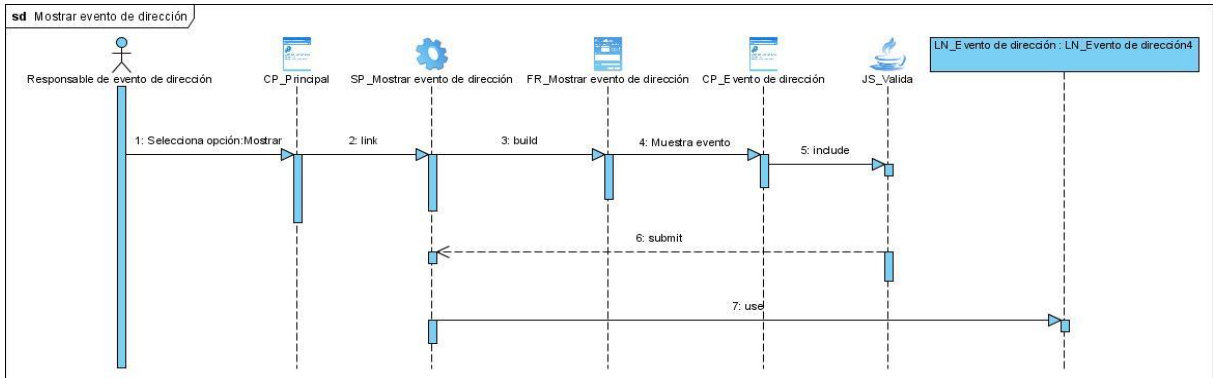 sd Mostrar evento de dirección
LN_Evento de dirección : LN_Evento de dirección4
Responsable de evento de dirección
CP_Principal
SP_Mostrar evento de dirección
FR_Mostrar evento de dirección
CP_Evento de dirección
JS_Valida
1: Selecciona opción:Mostrar
2: link
3: build
4: Muestra evento
5: include
6: submit
7: use